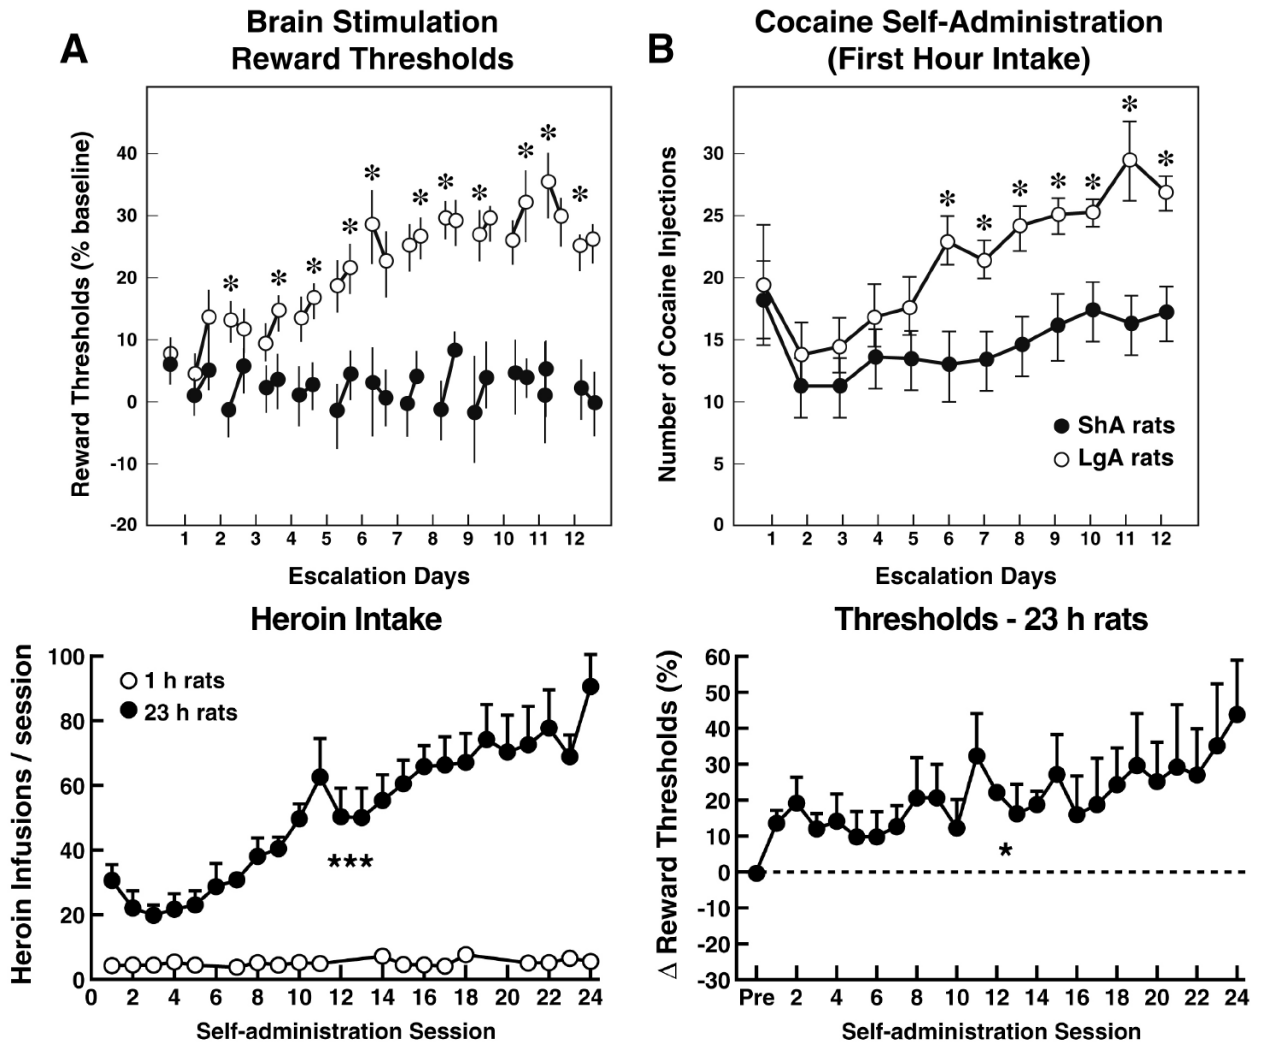 A
Brain Stimulation
Reward Thresholds
Reward Thresholds (% baseline)
40
30
20
10
0
-10
-20
* * * * * * * * * * * *
1 2 3 4 5 6 7 8 9 10 11 12
Escalation Days
B
Cocaine Self-Administration
(First Hour Intake)
Number of Cocaine Injections
30
25
20
15
10
5
0
* * * * * * *
ShA rats
LgA rats
1 2 3 4 5 6 7 8 9 10 11 12
Escalation Days
Heroin Intake
Heroin Infusions / session
100
80
60
40
20
0
1 h rats
23 h rats
***
0 2 4 6 8 10 12 14 16 18 20 22 24
Self-administration Session
Thresholds - 23 h rats
Δ Reward Thresholds (%)
60
50
40
30
20
10
0
-10
-20
-30
*
Pre 2 4 6 8 10 12 14 16 18 20 22 24
Self-administration Session